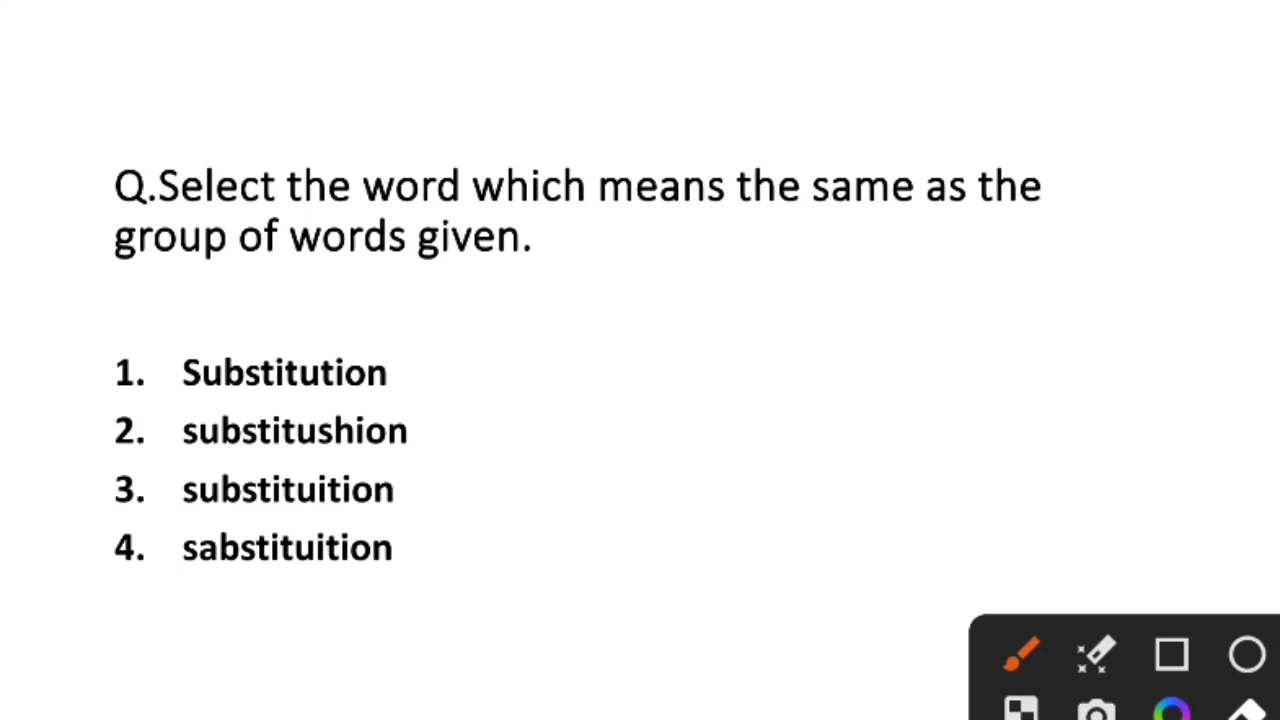 Q.Select the word which means the same as the
group of words given.
1. Substitution
2. substitushion
3. substituition
4. sabstituition